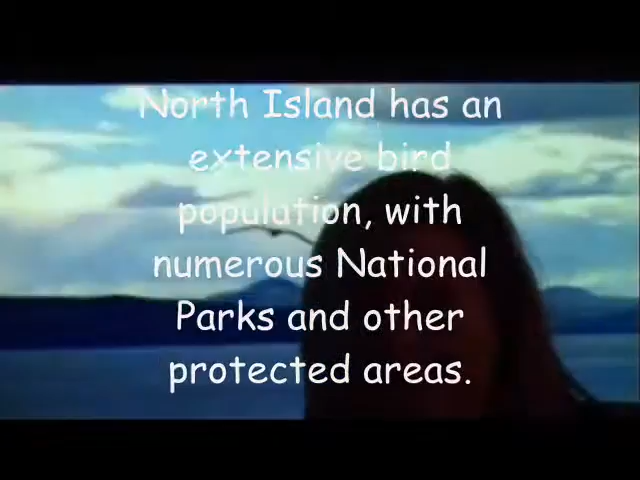 North Island has an
extensive bird
population, with
numerous National
Parks and other
protected areas.